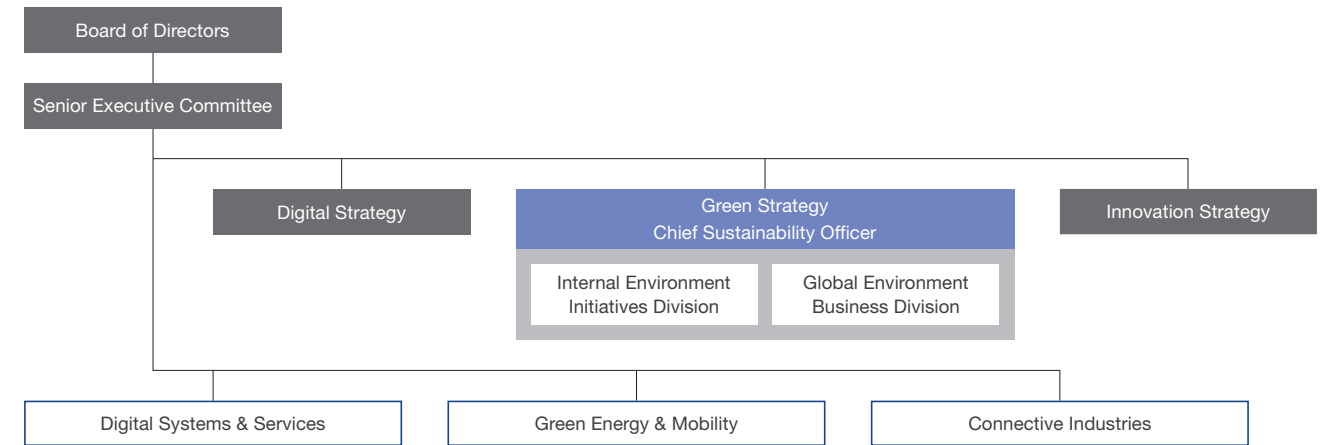 Board of Directors
Senior Executive Committee
Digital Strategy
Green Strategy
Chief Sustainability Officer
Innovation Strategy
Internal Environment
Initiatives Division
Global Environment
Business Division
Digital Systems & Services
Green Energy & Mobility
Connective Industries